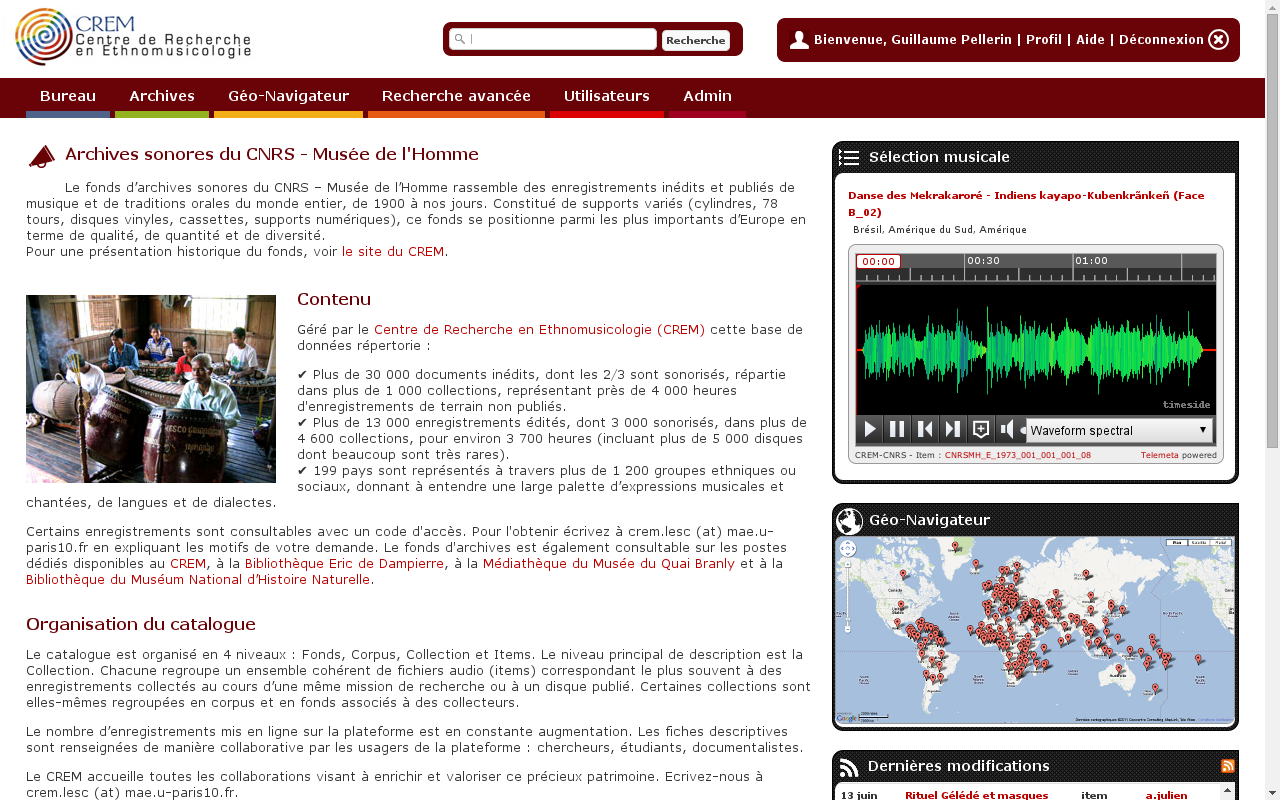 CREM
Centre de Recherche
en Ethnomusicologie
Recherche
Bienvenue, Guillaume Pellerin | Profil | Aide | Déconnexion
Bureau
Archives
Géo-Navigateur
Recherche avancée
Utilisateurs
Admin
Archives sonores du CNRS - Musée de l'Homme
Le fonds d’archives sonores du CNRS – Musée de l’Homme rassemble des enregistrements inédits et publiés de
musique et de traditions orales du monde entier, de 1900 à nos jours. Constitué de supports variés (cylindres, 78
tours, disques vinyles, cassettes, supports numériques), ce fonds se positionne parmi les plus importants d’Europe en
terme de qualité, de quantité et de diversité.
Pour une présentation historique du fonds, voir le site du CREM.
Contenu
Géré par le Centre de Recherche en Ethnomusicologie (CREM) cette base de
données répertorie :
✔ Plus de 30 000 documents inédits, dont les 2/3 sont sonorisés, répartie
dans plus de 1 000 collections, représentant près de 4 000 heures
d'enregistrements de terrain non publiés.
✔ Plus de 13 000 enregistrements édités, dont 3 000 sonorisés, dans plus de
4 600 collections, pour environ 3 700 heures (incluant plus de 5 000 disques
dont beaucoup sont très rares).
✔ 199 pays sont représentés à travers plus de 1 200 groupes ethniques ou
sociaux, donnant à entendre une large palette d’expressions musicales et
chantées, de langues et de dialectes.
Certains enregistrements sont consultables avec un code d'accès. Pour l'obtenir écrivez à crem.lesc (at) mae.u-
paris10.fr en expliquant les motifs de votre demande. Le fonds d'archives est également consultable sur les postes
dédiés disponibles au CREM, à la Bibliothèque Eric de Dampierre, à la Médiathèque du Musée du Quai Branly et à la
Bibliothèque du Muséum National d’Histoire Naturelle.
Organisation du catalogue
Le catalogue est organisé en 4 niveaux : Fonds, Corpus, Collection et Items. Le niveau principal de description est la
Collection. Chacune regroupe un ensemble cohérent de fichiers audio (items) correspondant le plus souvent à des
enregistrements collectés au cours d’une même mission de recherche ou à un disque publié. Certaines collections sont
elles-mêmes regroupées en corpus et en fonds associés à des collecteurs.
Le nombre d’enregistrements mis en ligne sur la plateforme est en constante augmentation. Les fiches descriptives
sont renseignées de manière collaborative par les usagers de la plateforme : chercheurs, étudiants, documentalistes.
Le CREM accueille toutes les collaborations visant à enrichir et valoriser ce précieux patrimoine. Ecrivez-nous à
crem.lesc (at) mae.u-paris10.fr.
Sélection musicale
Danse des Mekrakaroré - Indiens kayapo-Kubenkrãnkeñ (Face
B_02)
Brésil, Amérique du Sud, Amérique
00:00 00:30 01:00
timeside
Waveform spectral
CREM-CNRS - Item : CNRSMH_E_1973_001_001_001_08 Telemeta powered
Géo-Navigateur
Dernières modifications
13 juin Rituel Gélédé et masques item a.julien